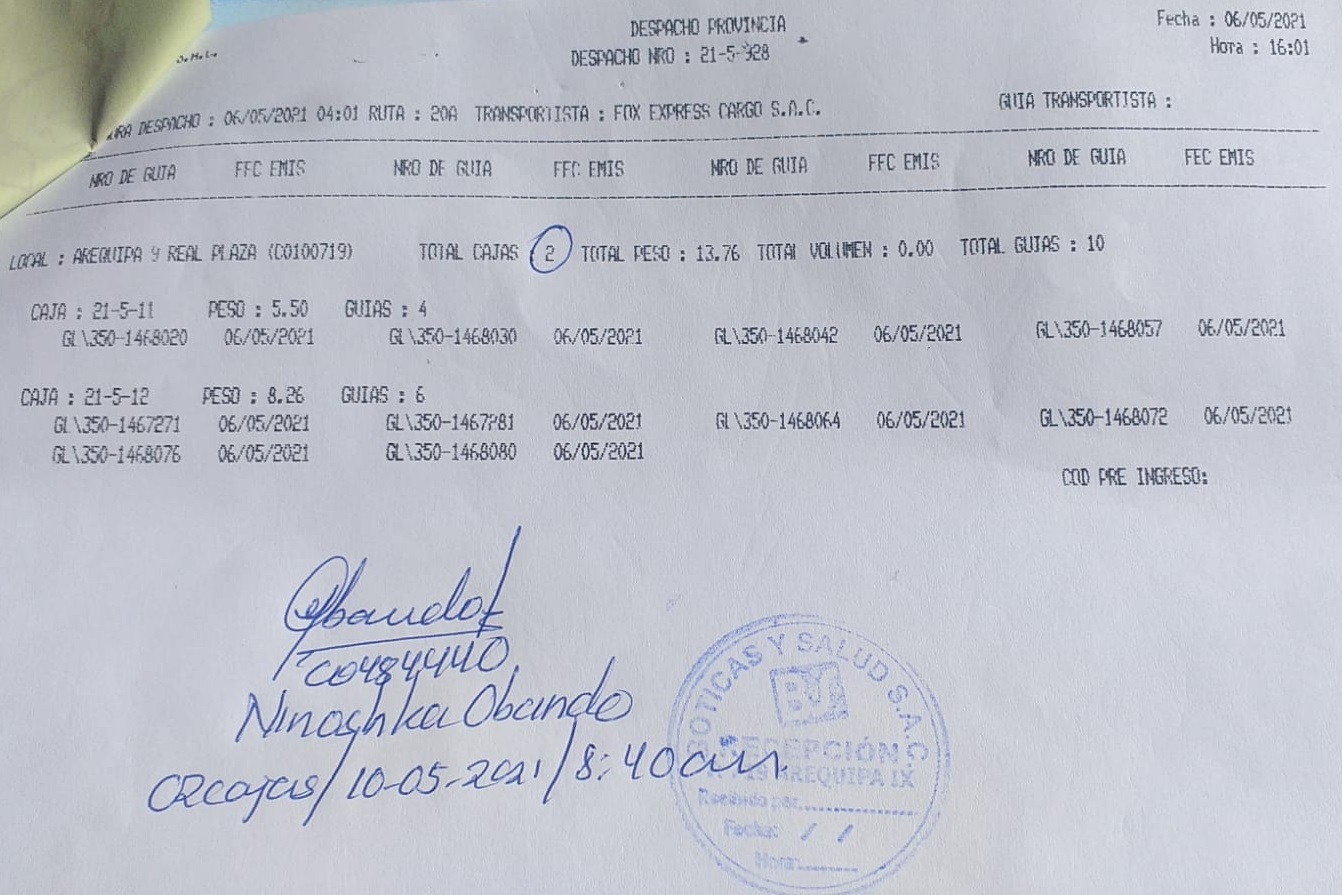 DESPACHO PROVINCIA
Fecha : 06/05/2021
DESPACHO NRO : 21-5-928
Hora : 16:01
ORA DESPACHO : 06/05/2021 04:01 RUTA : 20A TRANSPORTISTA : FOX EXPRESS CARGO S.A.C. GUIA TRANSPORTISTA :
NRO DE GUIA FEC EMIS NRO DE GUIA FEC EMIS NRO DE GUIA FEC EMIS NRO DE GUIA FEC EMIS
LOCAL : AREQUIPA 9 REAL PLAZA (C0100719) TOTAL CAJAS : 2 TOTAL PESO : 13.76 TOTAL VOLUMEN : 0.00 TOTAL GUIAS : 10
CAJA : 21-5-11 PESO : 5.50 GUIAS : 4
GL\350-1468020 06/05/2021 GL\350-1468030 06/05/2021 GL\350-1468042 06/05/2021 GL\350-1468057 06/05/2021
CAJA : 21-5-12 PESO : 8.26 GUIAS : 6
GL\350-1467271 06/05/2021 GL\350-1467281 06/05/2021 GL\350-1468064 06/05/2021 GL\350-1468072 06/05/2021
GL\350-1468076 06/05/2021 GL\350-1468080 06/05/2021
COD PRE INGRESO:
Obando
C0484440
Ninoshka Obando
02cajas/10-05-2021/8:40am.
BOTICAS Y SALUD S.A.C.
RECEPCIÓN
AREQUIPA IX
Recibido por:
Fecha: / /
Hora: